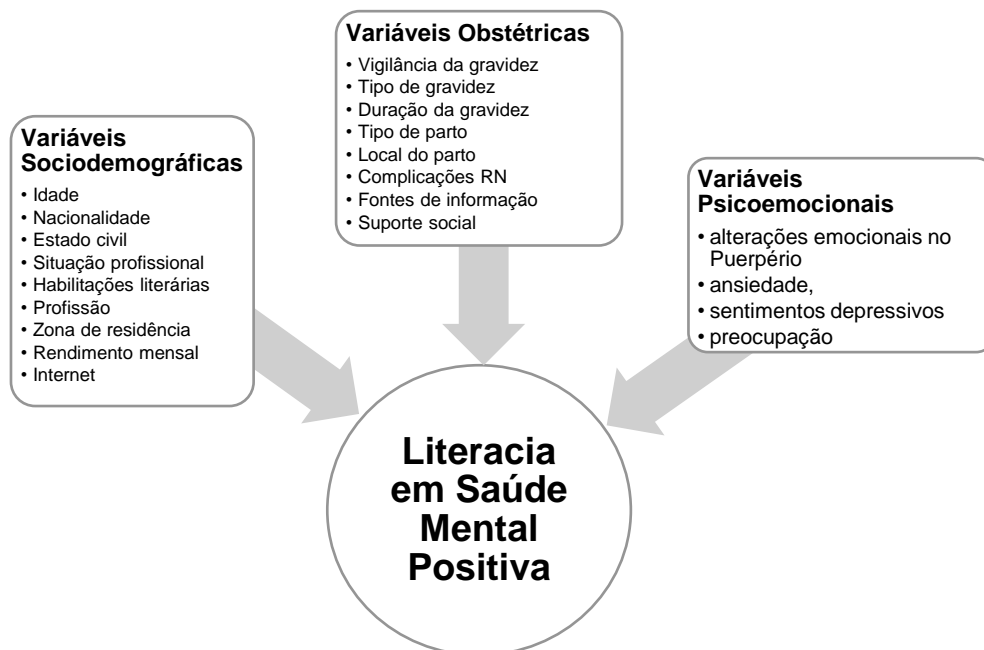 Variáveis
Sociodemográficas
• Idade
• Nacionalidade
• Estado civil
• Situação profissional
• Habilitações literárias
• Profissão
• Zona de residência
• Rendimento mensal
• Internet
Variáveis Obstétricas
• Vigilância da gravidez
• Tipo de gravidez
• Duração da gravidez
• Tipo de parto
• Local do parto
• Complicações RN
• Fontes de informação
• Suporte social
Variáveis
Psicoemocionais
• alterações emocionais no
Puerpério
• ansiedade,
• sentimentos depressivos
• preocupação
Literacia
em Saúde
Mental
Positiva